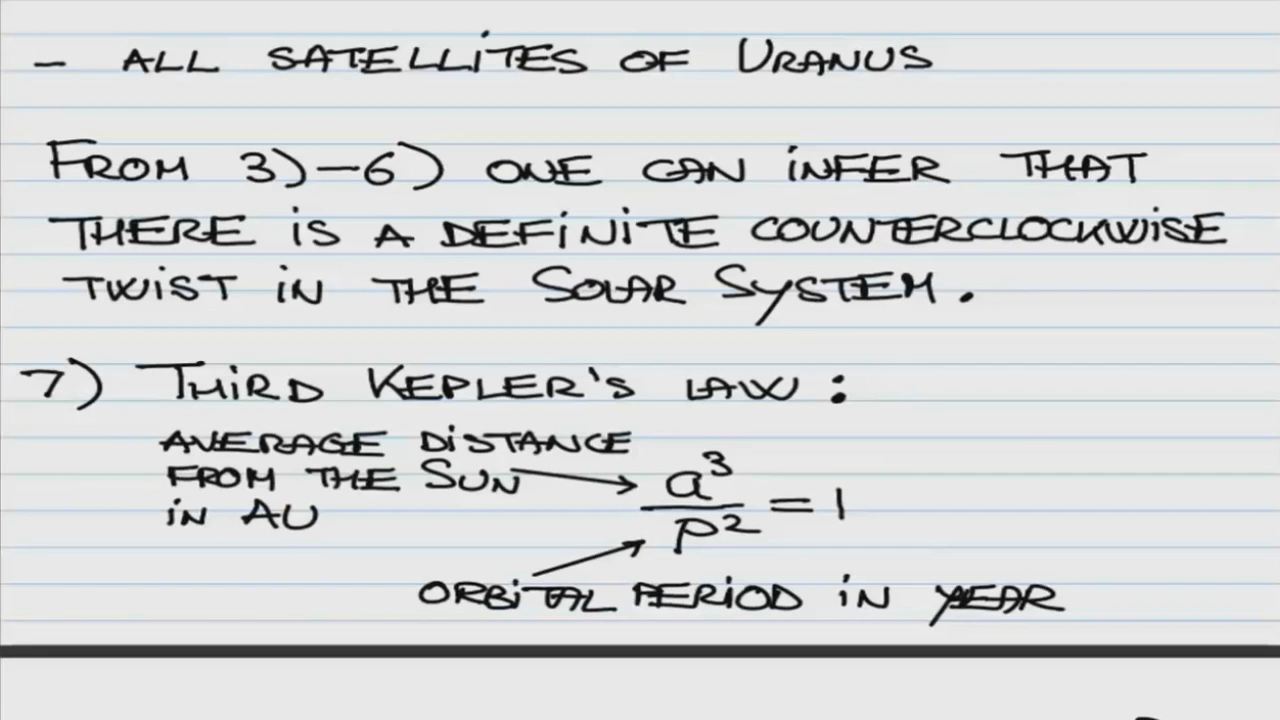 - ALL SATELLITES OF URANUS
FROM 3)-6) ONE CAN INFER THAT
THERE IS A DEFINITE COUNTERCLOCKWISE
TWIST IN THE SOLAR SYSTEM.
7) THIRD KEPLER'S LAW:
AVERAGE DISTANCE
FROM THE SUN → a³/P² = 1
IN AU
ORBITAL PERIOD IN YEAR